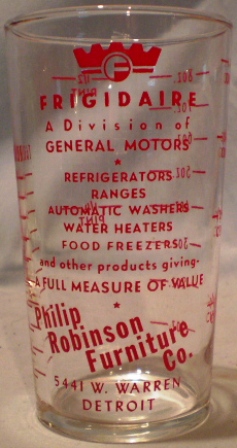 F
FRIGIDAIRE
A Division of
GENERAL MOTORS
*
REFRIGERATORS
RANGES
AUTOMATIC WASHERS
WATER HEATERS
FOOD FREEZERS
and other products giving-
A FULL MEASURE OF VALUE
*
Philip
Robinson
Furniture
Co.
5441 W. WARREN
DETROIT